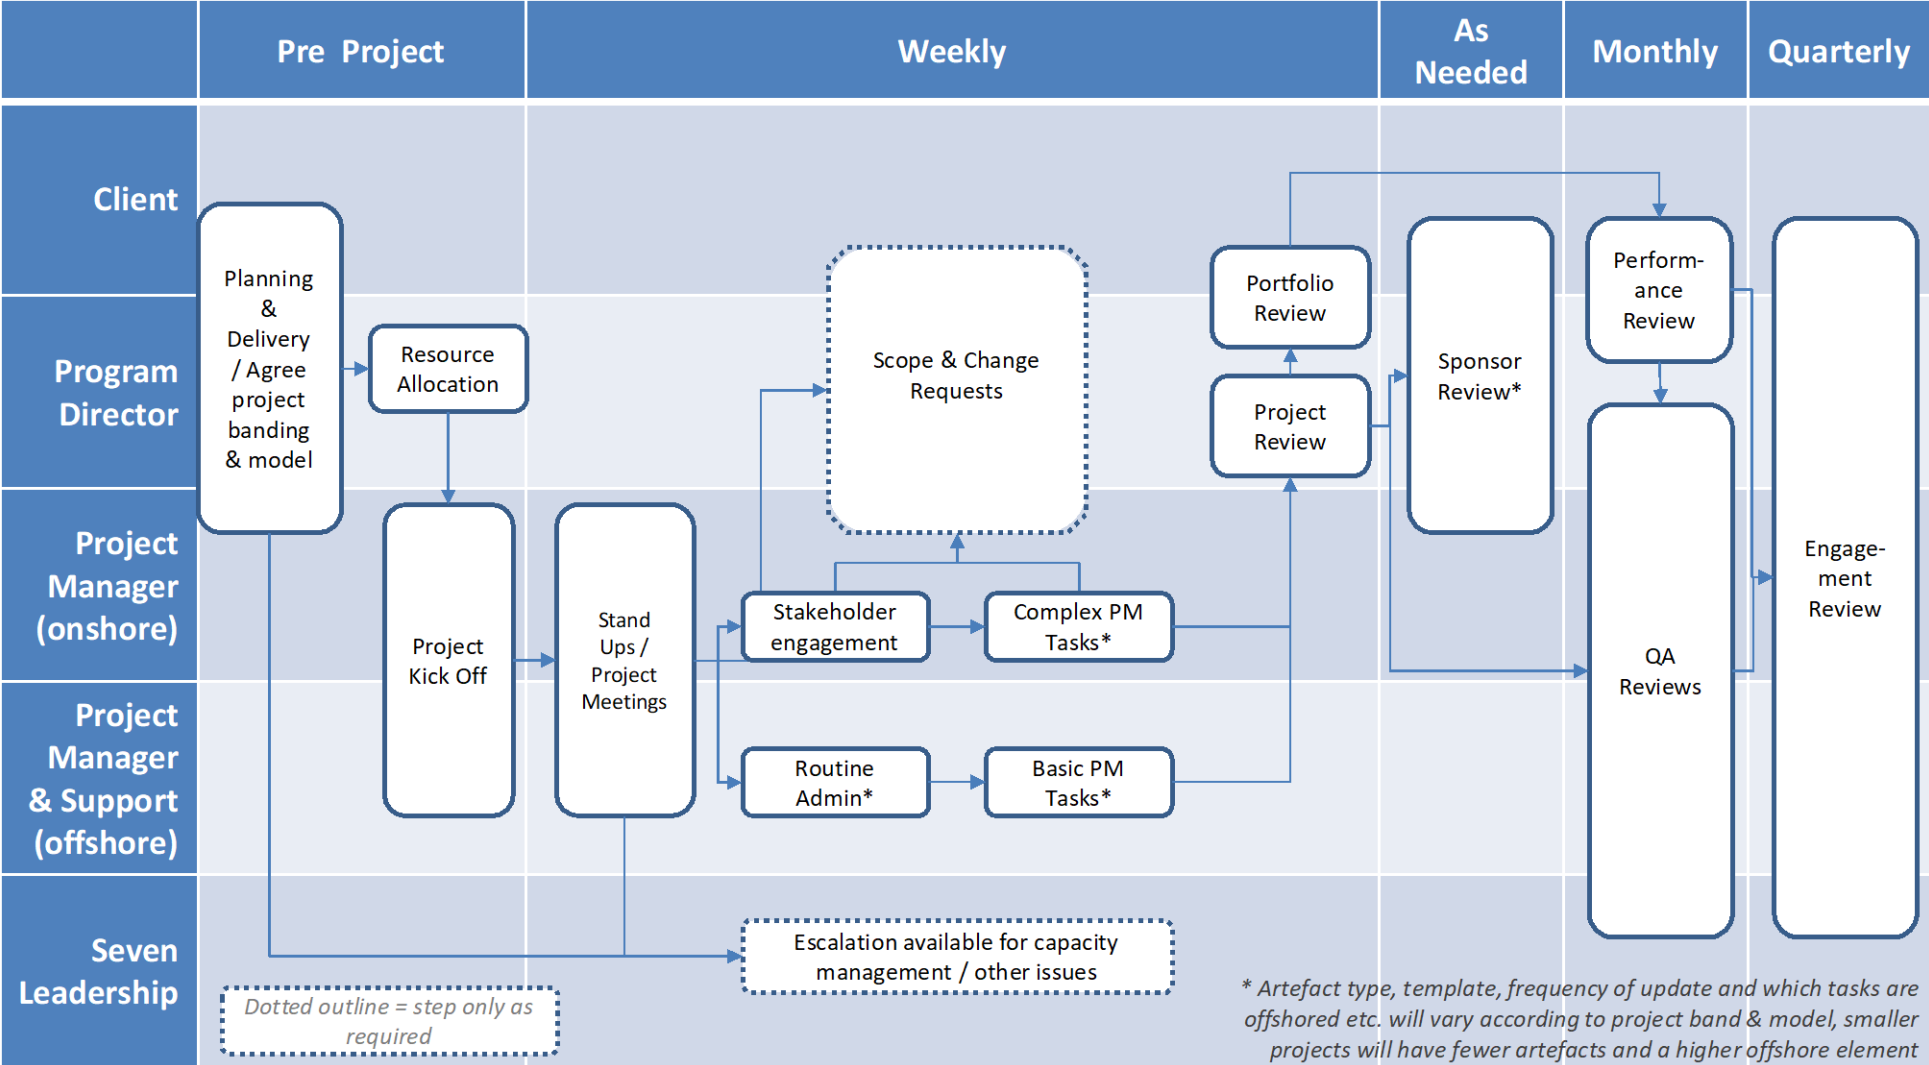 Pre Project
Weekly
As
Needed
Monthly
Quarterly
Client
Program
Director
Project
Manager
(onshore)
Project
Manager
& Support
(offshore)
Seven
Leadership
Planning
&
Delivery
/ Agree
project
banding
& model
Resource
Allocation
Project
Kick Off
Stand
Ups /
Project
Meetings
Stakeholder
engagement
Complex PM
Tasks*
Routine
Admin*
Basic PM
Tasks*
Scope & Change
Requests
Portfolio
Review
Project
Review
Sponsor
Review*
Perform-
ance
Review
QA
Reviews
Engage-
ment
Review
Escalation available for capacity
management / other issues
Dotted outline = step only as
required
* Artefact type, template, frequency of update and which tasks are
offshored etc. will vary according to project band & model, smaller
projects will have fewer artefacts and a higher offshore element